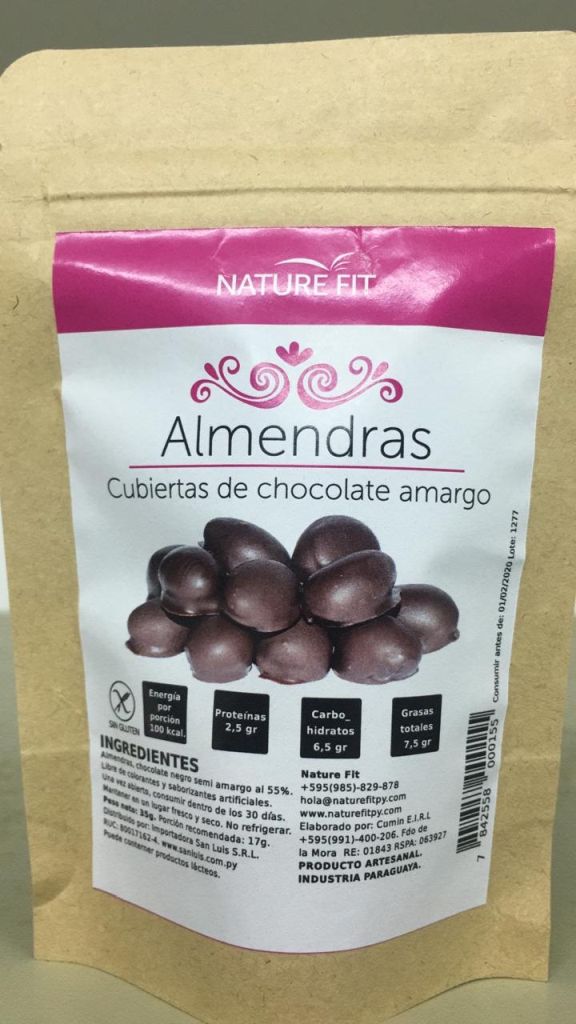 NATURE FIT
Almendras
Cubiertas de chocolate amargo
SIN GLUTEN
Energía
por
porción
100 kcal.
Proteínas
2,5 gr
Carbo_
hidratos
6,5 gr
Grasas
totales
7,5 gr
INGREDIENTES
Almendras, chocolate negro semi amargo al 55%.
Libre de colorantes y saborizantes artificiales.
Una vez abierto, consumir dentro de los 30 días.
Mantener en un lugar fresco y seco. No refrigerar.
Peso neto: 35g. Porción recomendada: 17g.
Distribuido por: Importadora San Luis S.R.L.
RUC: 80017162-4. www.sanluis.com.py
Puede contener productos lácteos.
Nature Fit
+595(985)-829-878
hola@naturefitpy.com
www.naturefitpy.com
Elaborado por: Cumin E.I.R.L
+595(991)-400-206. Fdo de
la Mora RE: 01843 RSPA: 063927
PRODUCTO ARTESANAL.
INDUSTRIA PARAGUAYA.
Consumir antes de: 01/02/2020 Lote: 1277
7 842558 000155